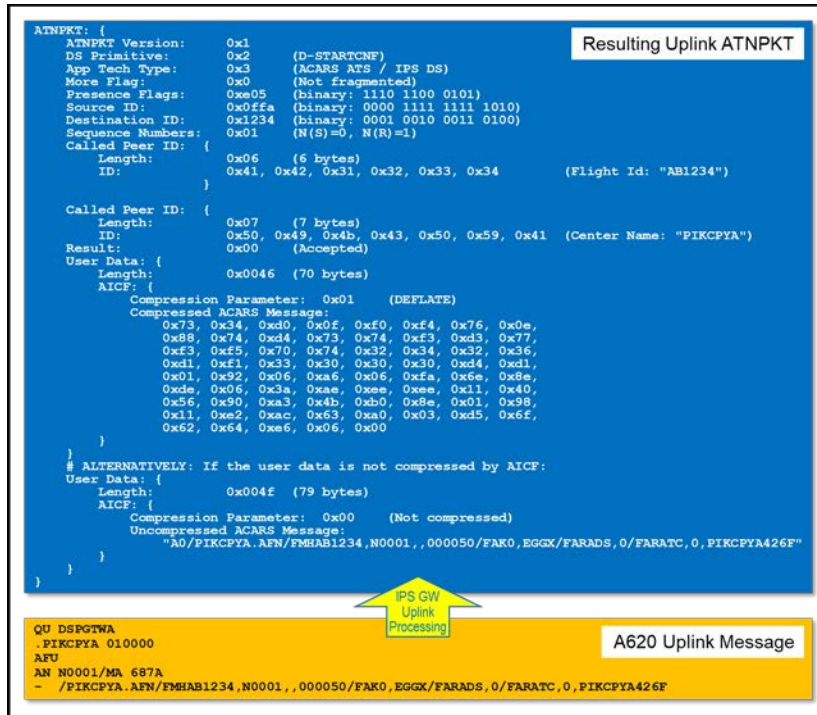 ATNPKT: {
Resulting Uplink ATNPKT
ATNPKT Version: 0x1
DS Primitive: 0x2 (D-STARTCNF)
App Tech Type: 0x3 (ACARS ATS / IPS DS)
More Flag: 0x0 (Not fragmented)
Presence Flags: 0xe05 (binary: 1110 1100 0101)
Source ID: 0x0ffa (binary: 0000 1111 1111 1010)
Destination ID: 0x1234 (binary: 0001 0010 0011 0100)
Sequence Numbers: 0x01 (N(S)=0, N(R)=1)
Called Peer ID: {
Length: 0x06 (6 bytes)
ID: 0x41, 0x42, 0x31, 0x32, 0x33, 0x34 (Flight Id: "AB1234")
}
Called Peer ID: {
Length: 0x07 (7 bytes)
ID: 0x50, 0x49, 0x4b, 0x43, 0x50, 0x59, 0x41 (Center Name: "PIKCPYA")
Result: 0x00 (Accepted)
User Data: {
Length: 0x0046 (70 bytes)
AICF: {
Compression Parameter: 0x01 (DEFLATE)
Compressed ACARS Message:
0x73, 0x34, 0xd0, 0x0f, 0xf0, 0xf4, 0x76, 0x0e,
0x88, 0x74, 0xd4, 0x73, 0x74, 0xf3, 0xd3, 0x77,
0xf3, 0xf5, 0x70, 0x74, 0x32, 0x34, 0x32, 0x36,
0xd1, 0xf1, 0x33, 0x30, 0x30, 0x30, 0xd4, 0xd1,
0x01, 0x92, 0x06, 0xa6, 0x06, 0xfa, 0x6e, 0x8e,
0xde, 0x06, 0x3a, 0xae, 0xee, 0xee, 0x11, 0x40,
0x56, 0x90, 0xa3, 0x4b, 0xb0, 0x8e, 0x01, 0x98,
0x11, 0xe2, 0xac, 0x63, 0xa0, 0x03, 0xd5, 0x6f,
0x62, 0x64, 0xe6, 0x06, 0x00
}
}
# ALTERNATIVELY: If the user data is not compressed by AICF:
User Data: {
Length: 0x004f (79 bytes)
AICF: {
Compression Parameter: 0x00 (Not compressed)
Uncompressed ACARS Message:
"A0/PIKCPYA.AFN/FMHAB1234,N0001,,000050/FAK0,EGGX/FARADS,0/FARATC,0,PIKCPYA426F"
}
}
}
IPS GW
Uplink
Processing
QU DSPGTWA
A620 Uplink Message
.PIKCPYA 010000
AFU
AN N0001/MA 687A
- /PIKCPYA.AFN/FMHAB1234,N0001,,000050/FAK0,EGGX/FARADS,0/FARATC,0,PIKCPYA426F